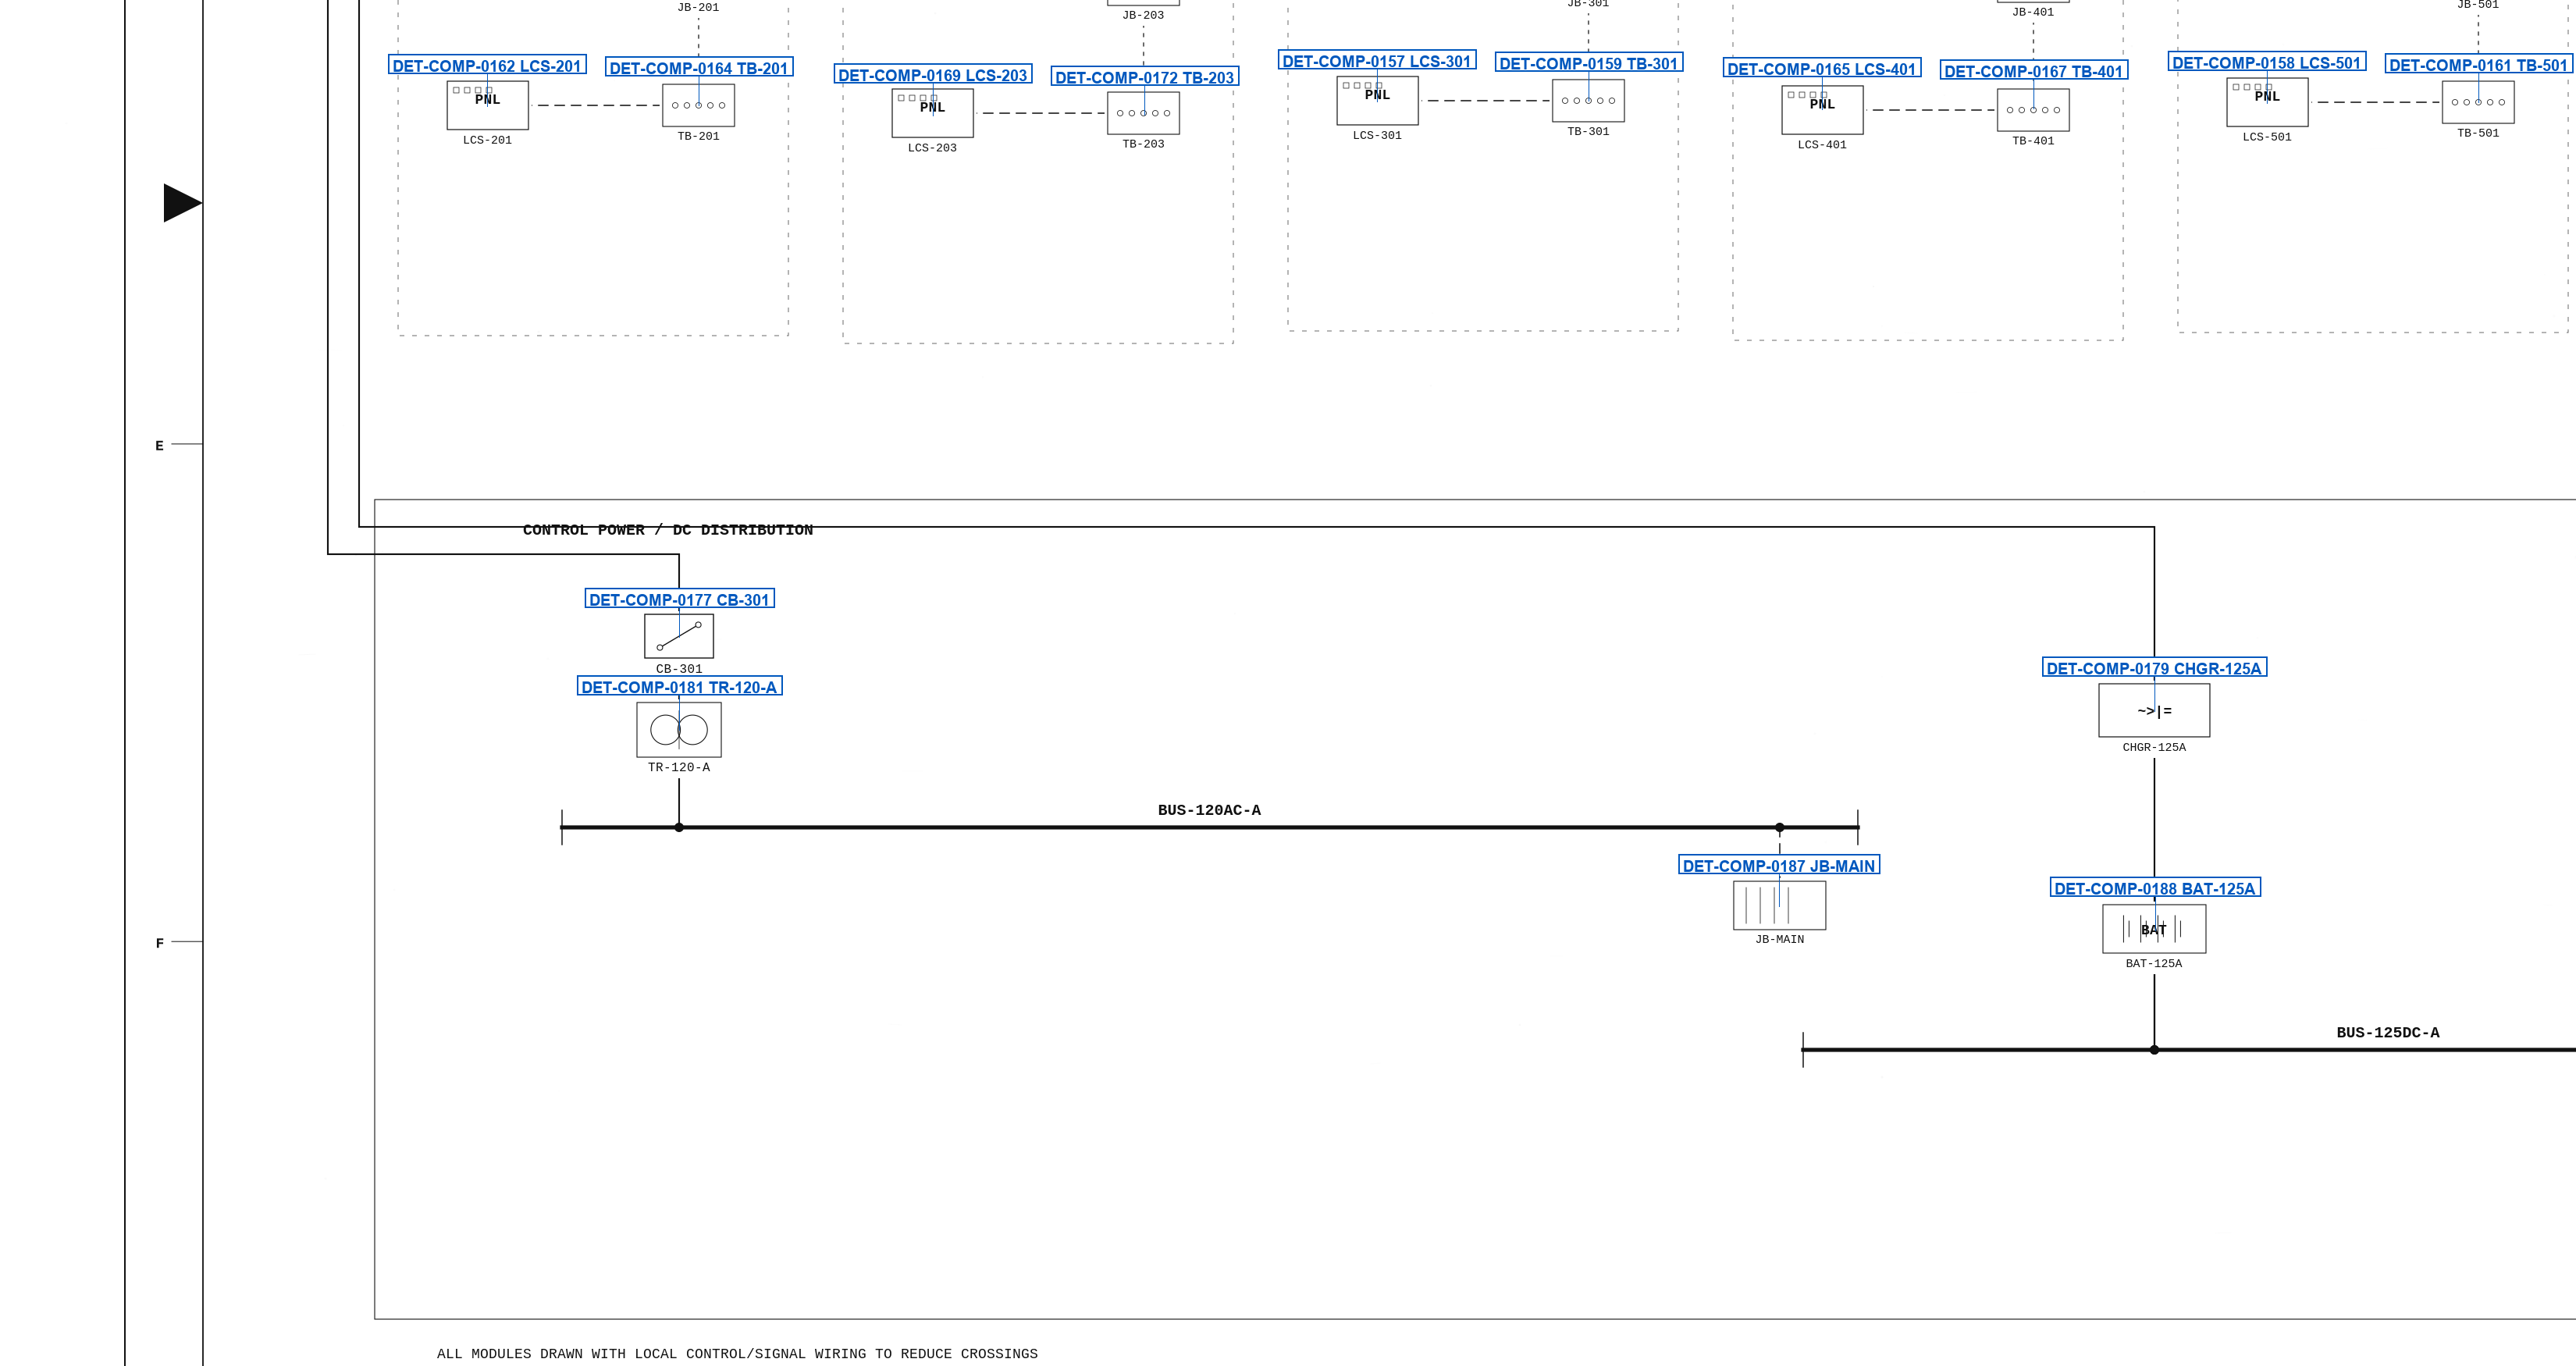 JB-201
JB-203
JB-301
JB-401
JB-501
DET-COMP-0162 LCS-201
DET-COMP-0164 TB-201
DET-COMP-0169 LCS-203
DET-COMP-0172 TB-203
DET-COMP-0157 LCS-301
DET-COMP-0159 TB-301
DET-COMP-0165 LCS-401
DET-COMP-0167 TB-401
DET-COMP-0158 LCS-501
DET-COMP-0161 TB-501
PNL
PNL
PNL
PNL
PNL
LCS-201
TB-201
LCS-203
TB-203
LCS-301
TB-301
LCS-401
TB-401
LCS-501
TB-501
E
CONTROL POWER / DC DISTRIBUTION
DET-COMP-0177 CB-301
CB-301
DET-COMP-0181 TR-120-A
TR-120-A
DET-COMP-0179 CHGR-125A
~>|=
CHGR-125A
BUS-120AC-A
DET-COMP-0187 JB-MAIN
JB-MAIN
DET-COMP-0188 BAT-125A
BAT
BAT-125A
F
BUS-125DC-A
ALL MODULES DRAWN WITH LOCAL CONTROL/SIGNAL WIRING TO REDUCE CROSSINGS